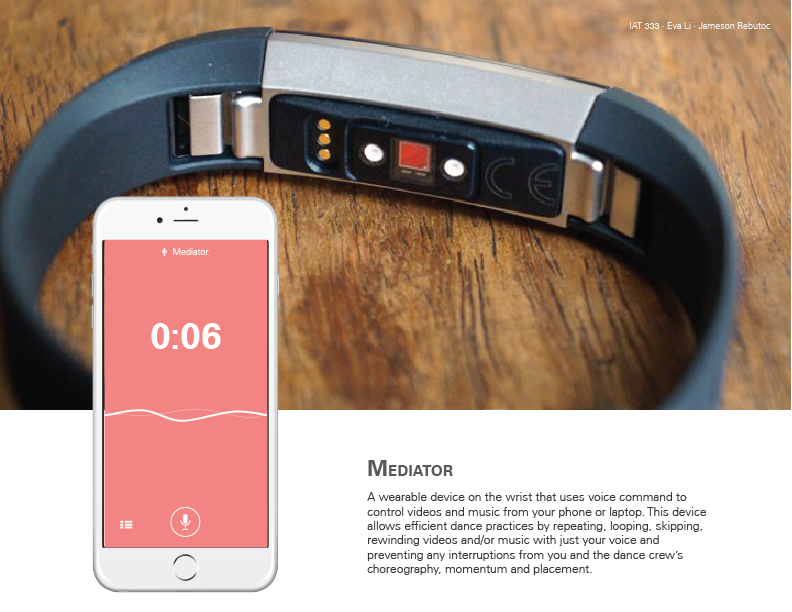 IAT 333 - Eva Li - Jameson Rebutoc
CE
Mediator
0:06
MEDIATOR
A wearable device on the wrist that uses voice command to
control videos and music from your phone or laptop. This device
allows efficient dance practices by repeating, looping, skipping,
rewinding videos and/or music with just your voice and
preventing any interruptions from you and the dance crew's
choreography, momentum and placement.